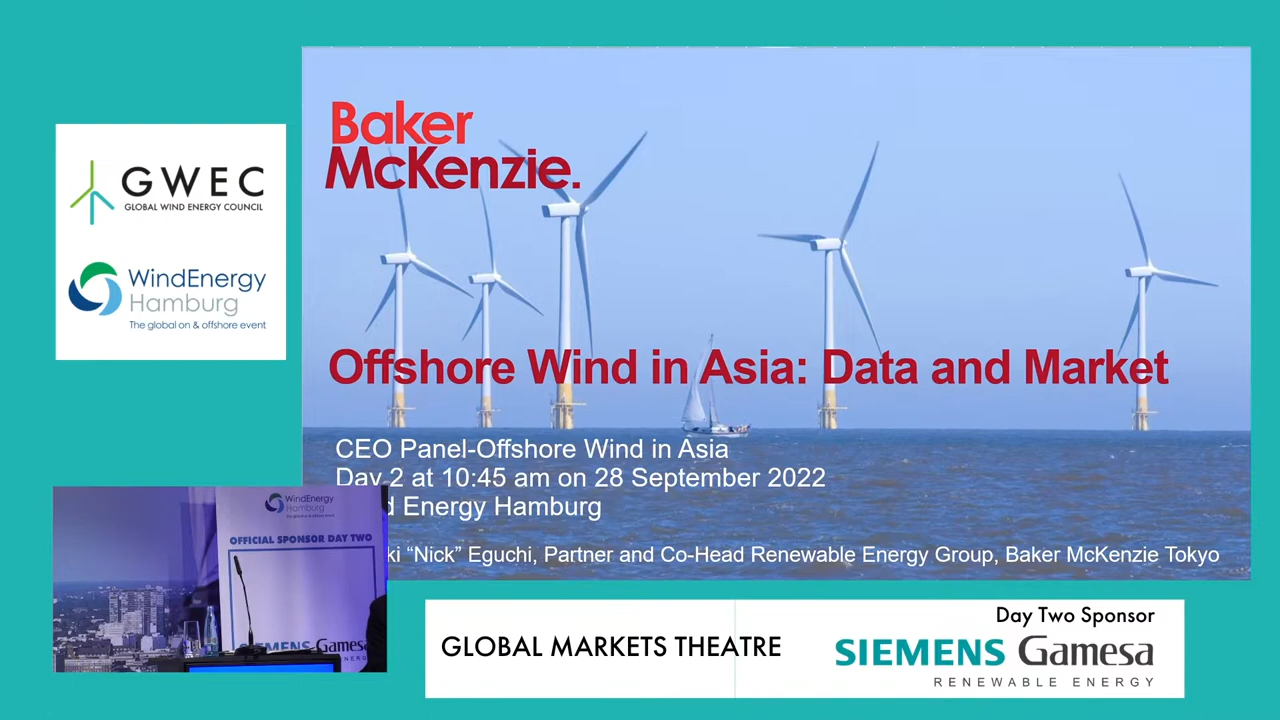 Baker
McKenzie.
GWEC
GLOBAL WIND ENERGY COUNCIL
WindEnergy
Hamburg
The global on & offshore event
Offshore Wind in Asia: Data and Market
CEO Panel-Offshore Wind in Asia
Day 2 at 10:45 am on 28 September 2022
Energy Hamburg
“Nick” Eguchi, Partner and Co-Head Renewable Energy Group, Baker McKenzie Tokyo
WindEnergy
Hamburg
OFFICIAL SPONSOR DAY TWO
SIEMENS Gamesa
GLOBAL MARKETS THEATRE
Day Two Sponsor
SIEMENS Gamesa
RENEWABLE ENERGY